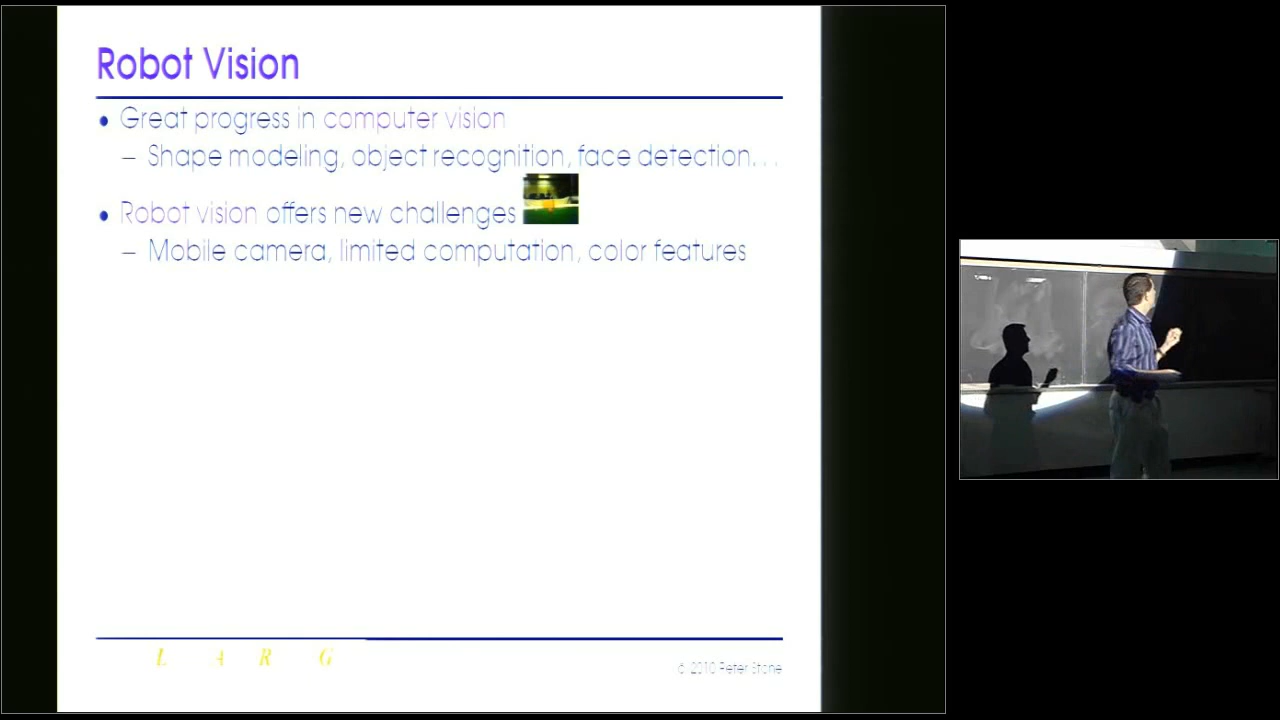 Robot Vision
• Great progress in computer vision
– Shape modeling, object recognition, face detection. . .
• Robot vision offers new challenges
– Mobile camera, limited computation, color features
L A R G
© 2010 Peter Stone